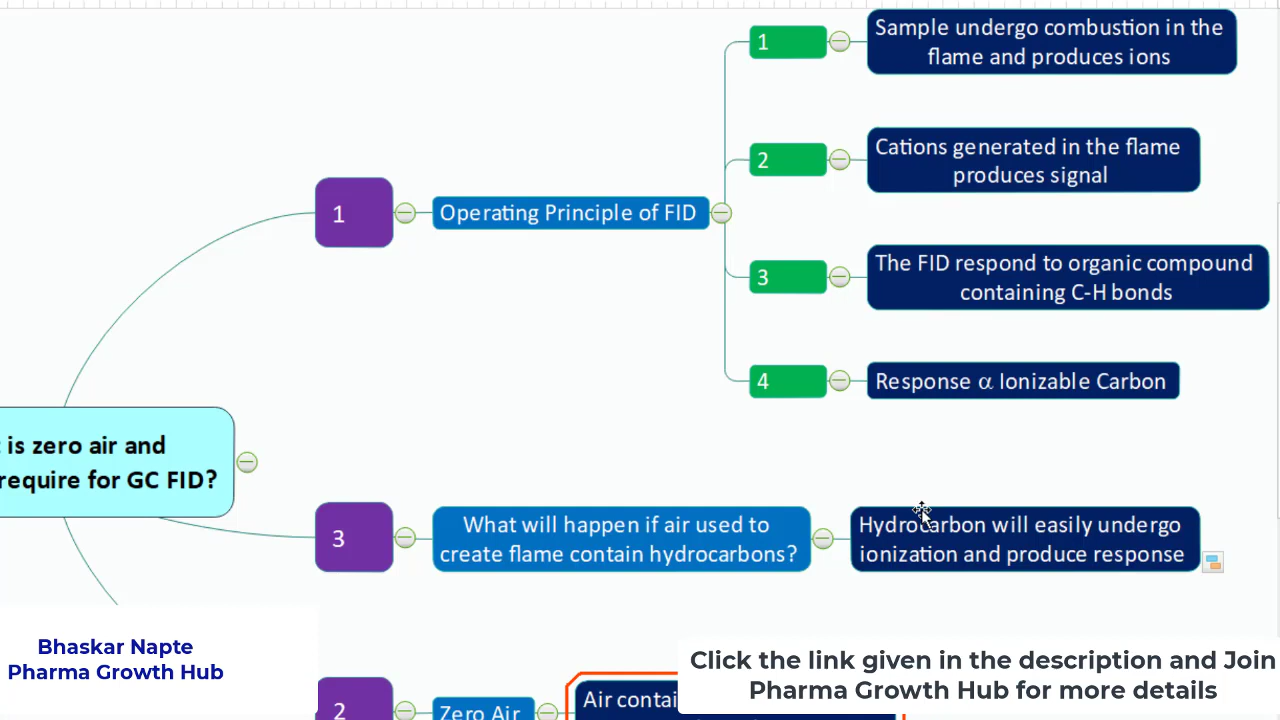 1
Sample undergo combustion in the
flame and produces ions
2
Cations generated in the flame
produces signal
1
Operating Principle of FID
3
The FID respond to organic compound
containing C-H bonds
4
Response α Ionizable Carbon
is zero air and
require for GC FID?
3
What will happen if air used to
create flame contain hydrocarbons?
Hydrocarbon will easily undergo
ionization and produce response
Bhaskar Napte
Pharma Growth Hub
2
Zero Air
Air contai
Click the link given in the description and Join
Pharma Growth Hub for more details